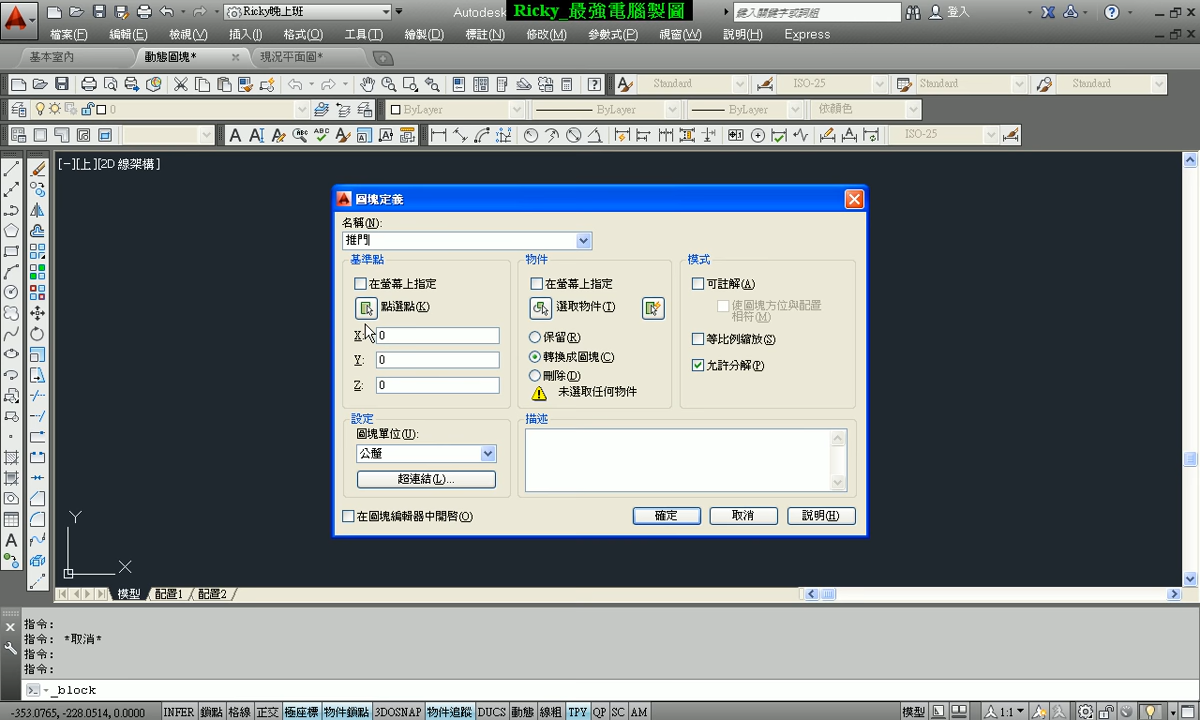 Ricky晚上班
Autodesk
Ricky_最強電腦製圖
鍵入關鍵字或詞組
登入
檔案(F) 編輯(E) 檢視(V) 插入(I) 格式(O) 工具(T) 繪製(D) 標註(N) 修改(M) 參數式(P) 視窗(W) 說明(H) Express
基本室內 動態圖塊* 現況平面圖*
Standard ISO-25 Standard Standard
0 ByLayer ByLayer ByLayer 依顏色
ISO-25
[−][上][2D 線架構]
圖塊定義
名稱(N):
推門
基準點
在螢幕上指定
點選點(K)
X: 0
Y: 0
Z: 0
物件
在螢幕上指定
選取物件(T)
保留(R)
轉換成圖塊(C)
刪除(D)
未選取任何物件
模式
可註解(A)
使圖塊方位與配置
相符(M)
等比例縮放(S)
允許分解(P)
設定
圖塊單位(U):
公釐
超連結(L)...
描述
在圖塊編輯器中開啓(O)
確定 取消 說明(H)
Y
X
模型 配置1 配置2
指令:
指令: *取消*
指令:
指令:
_block
-353.0765, -228.0514, 0.0000 INFER 鎖點 格線 正交 極座標 物件鎖點 3DOSNAP 物件追蹤 DUCS 動態 線粗 TPY QP SC AM 模型 1:1